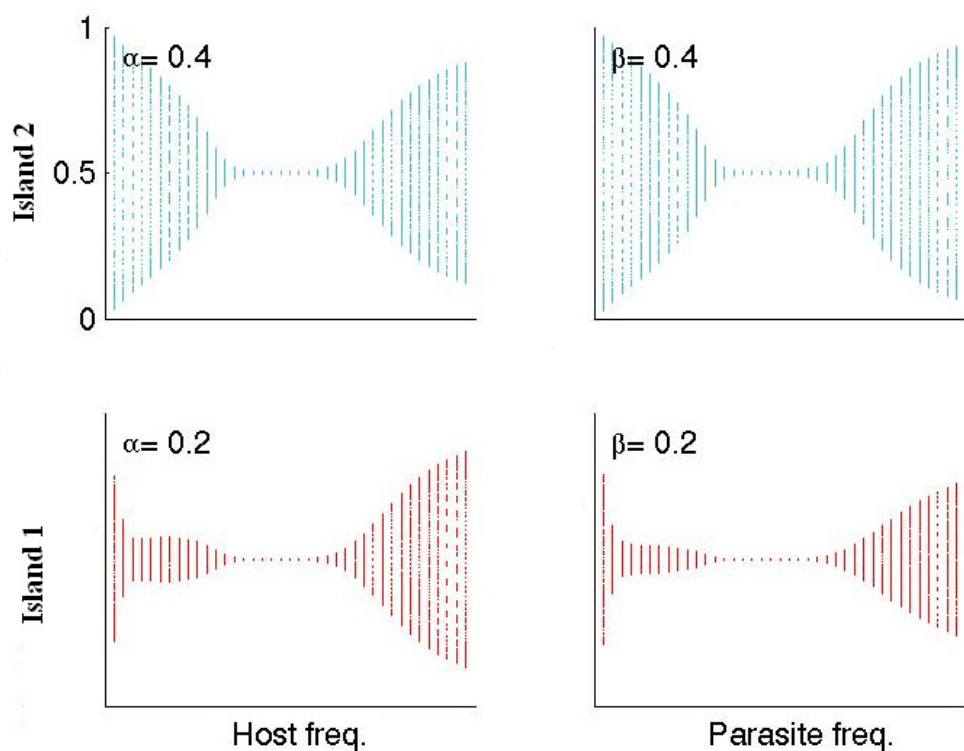 1
α= 0.4
β= 0.4
Island 2
0.5
0
α= 0.2
β= 0.2
Island 1
Host freq.
Parasite freq.